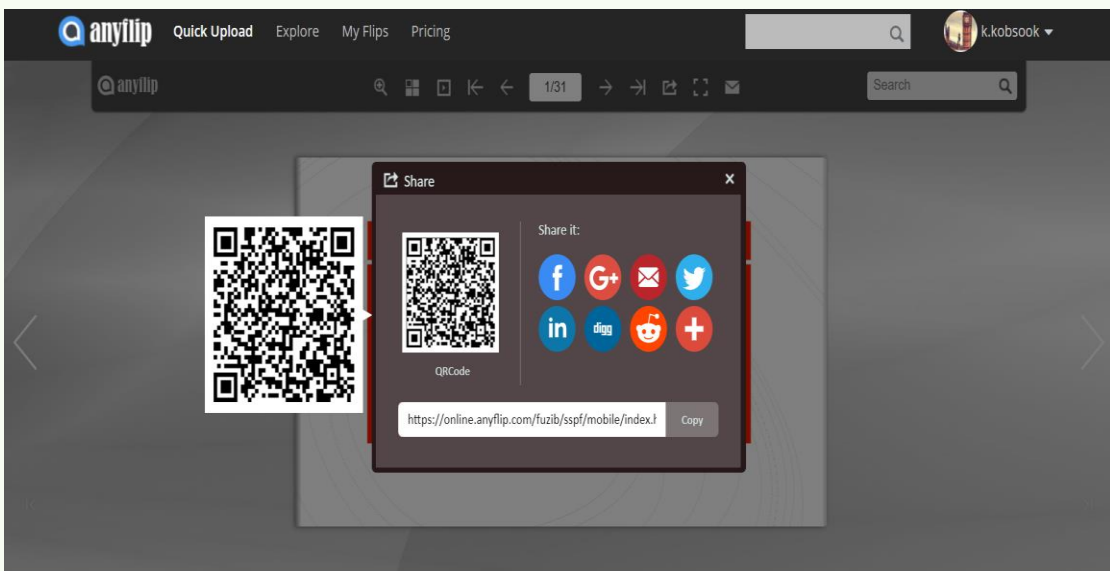 anyflip Quick Upload Explore My Flips Pricing k.kobsook
anyflip 1/31 Search
Share ×
Share it:
f G+
in digg
QRCode
https://online.anyflip.com/fuzib/sspf/mobile/index.h Copy